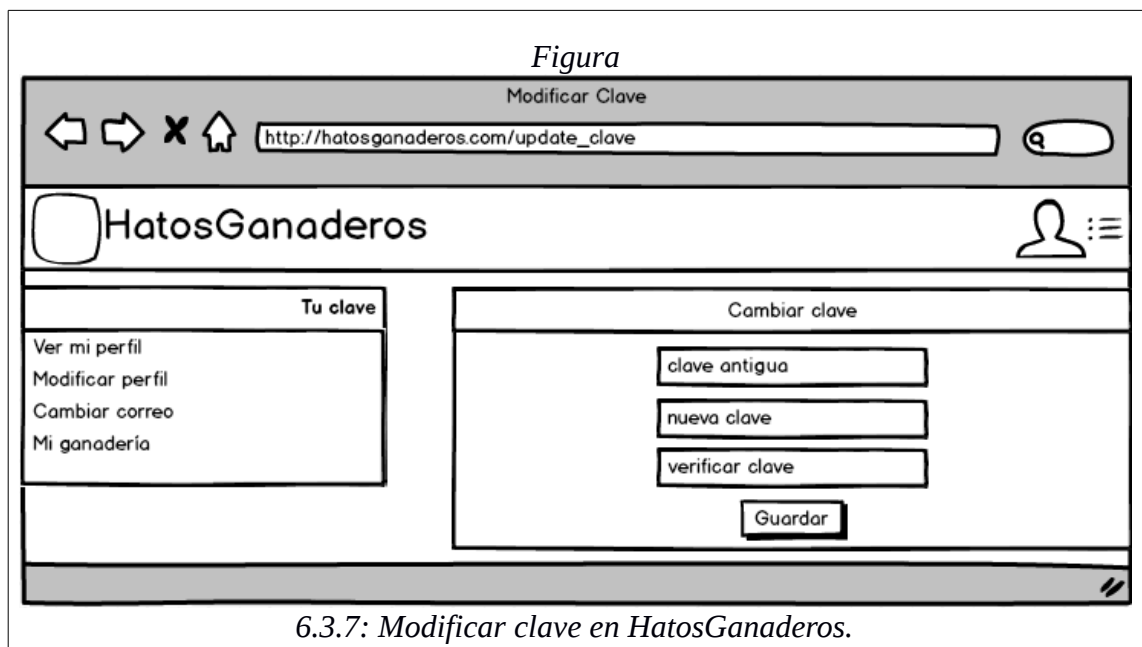 Figura
Modificar Clave
http://hatosganaderos.com/update_clave
HatosGanaderos
Tu clave
Ver mi perfil
Modificar perfil
Cambiar correo
Mi ganadería
Cambiar clave
clave antigua
nueva clave
verificar clave
Guardar
6.3.7: Modificar clave en HatosGanaderos.